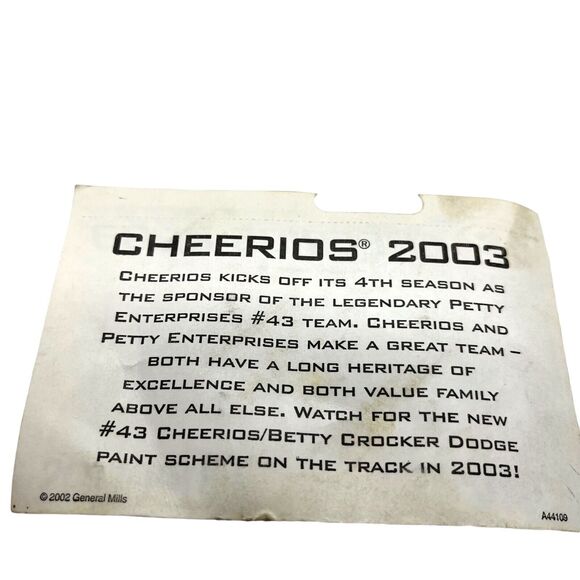 CHEERIOS® 2003
CHEERIOS KICKS OFF ITS 4TH SEASON AS
THE SPONSOR OF THE LEGENDARY PETTY
ENTERPRISES #43 TEAM. CHEERIOS AND
PETTY ENTERPRISES MAKE A GREAT TEAM –
BOTH HAVE A LONG HERITAGE OF
EXCELLENCE AND BOTH VALUE FAMILY
ABOVE ALL ELSE. WATCH FOR THE NEW
#43 CHEERIOS/BETTY CROCKER DODGE
PAINT SCHEME ON THE TRACK IN 2003!
© 2002 General Mills
A44109